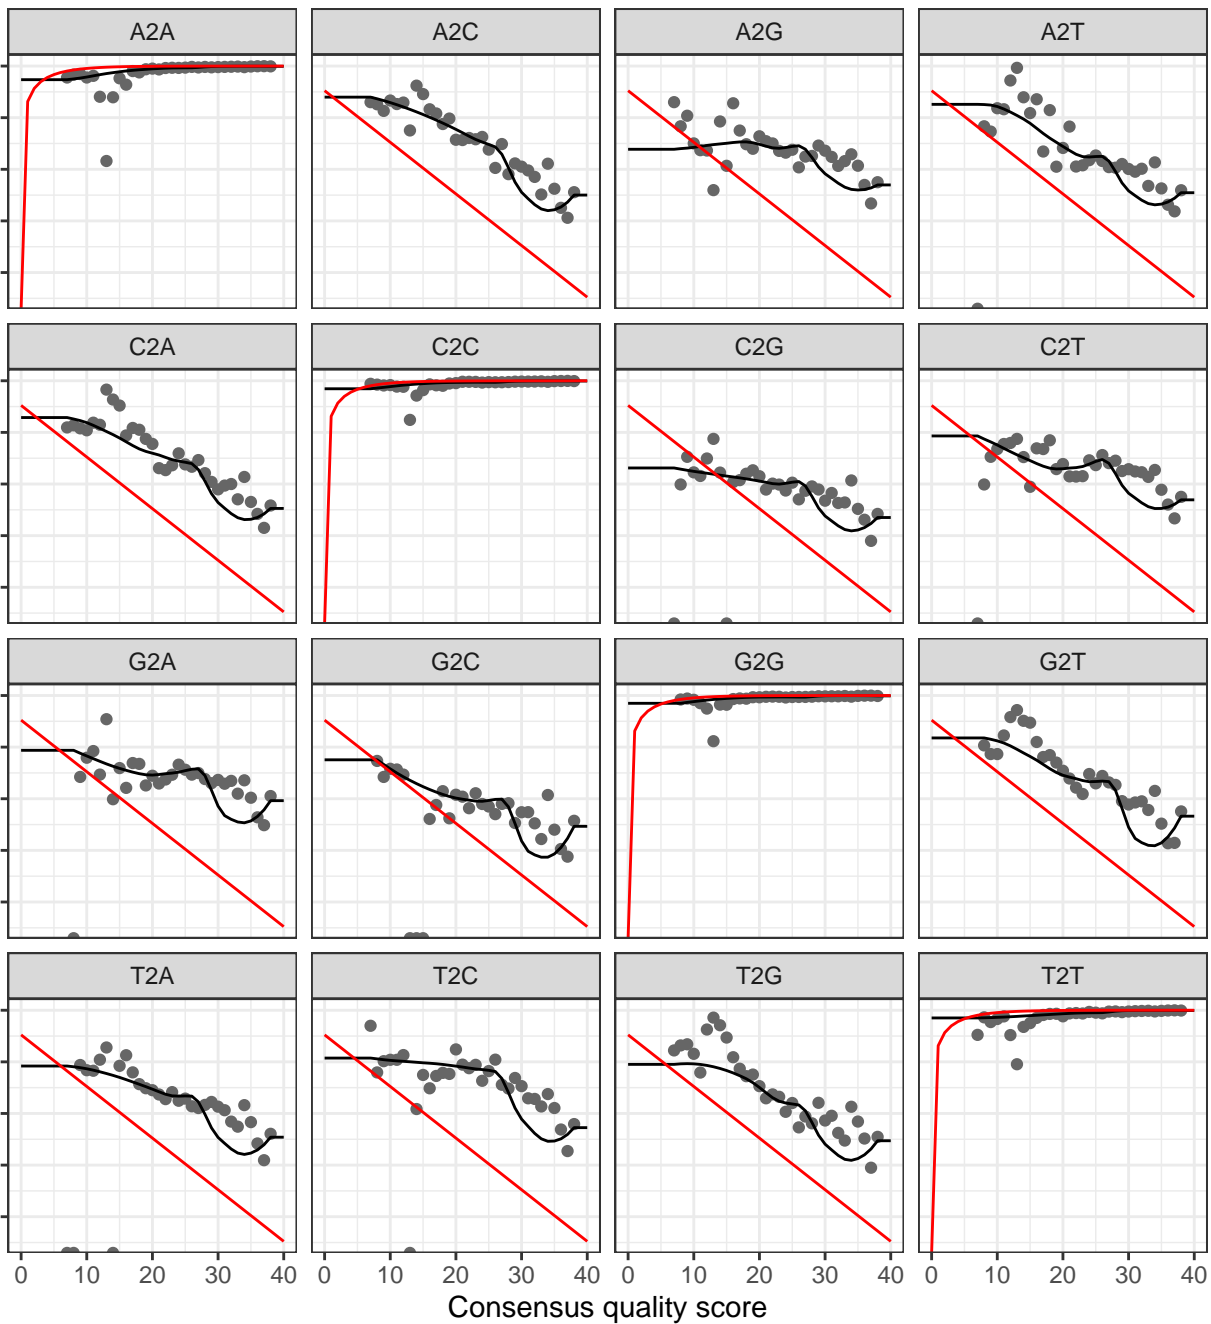 A2A A2C A2G A2T
C2A C2C C2G C2T
G2A G2C G2G G2T
T2A T2C T2G T2T
0 10 20 30 40 0 10 20 30 40 0 10 20 30 40 0 10 20 30 40
Consensus quality score